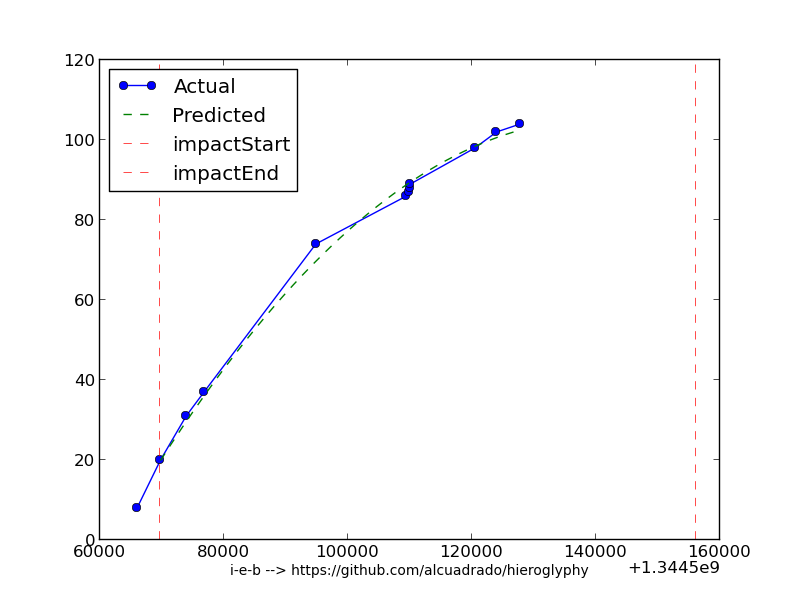 120
100
80
60
40
20
0
Actual
Predicted
impactStart
impactEnd
60000 80000 100000 120000 140000 160000
i-e-b --> https://github.com/alcuadrado/hieroglyphy
+1.3445e9